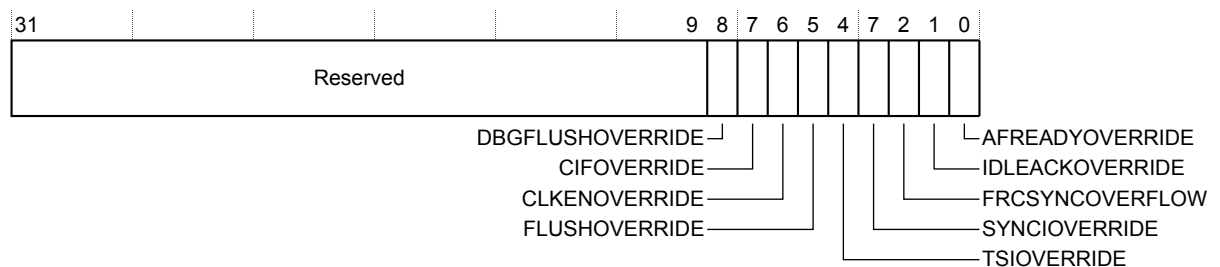 31 9 8 7 6 5 4 7 2 1 0
Reserved
DBGFLUSHOVERRIDE AFREADYOVERRIDE
CIFOVERRIDE IDLEACKOVERRIDE
CLKENOVERRIDE FRCSYNCOVERFLOW
FLUSHOVERRIDE SYNCIOVERRIDE
TSIOVERRIDE